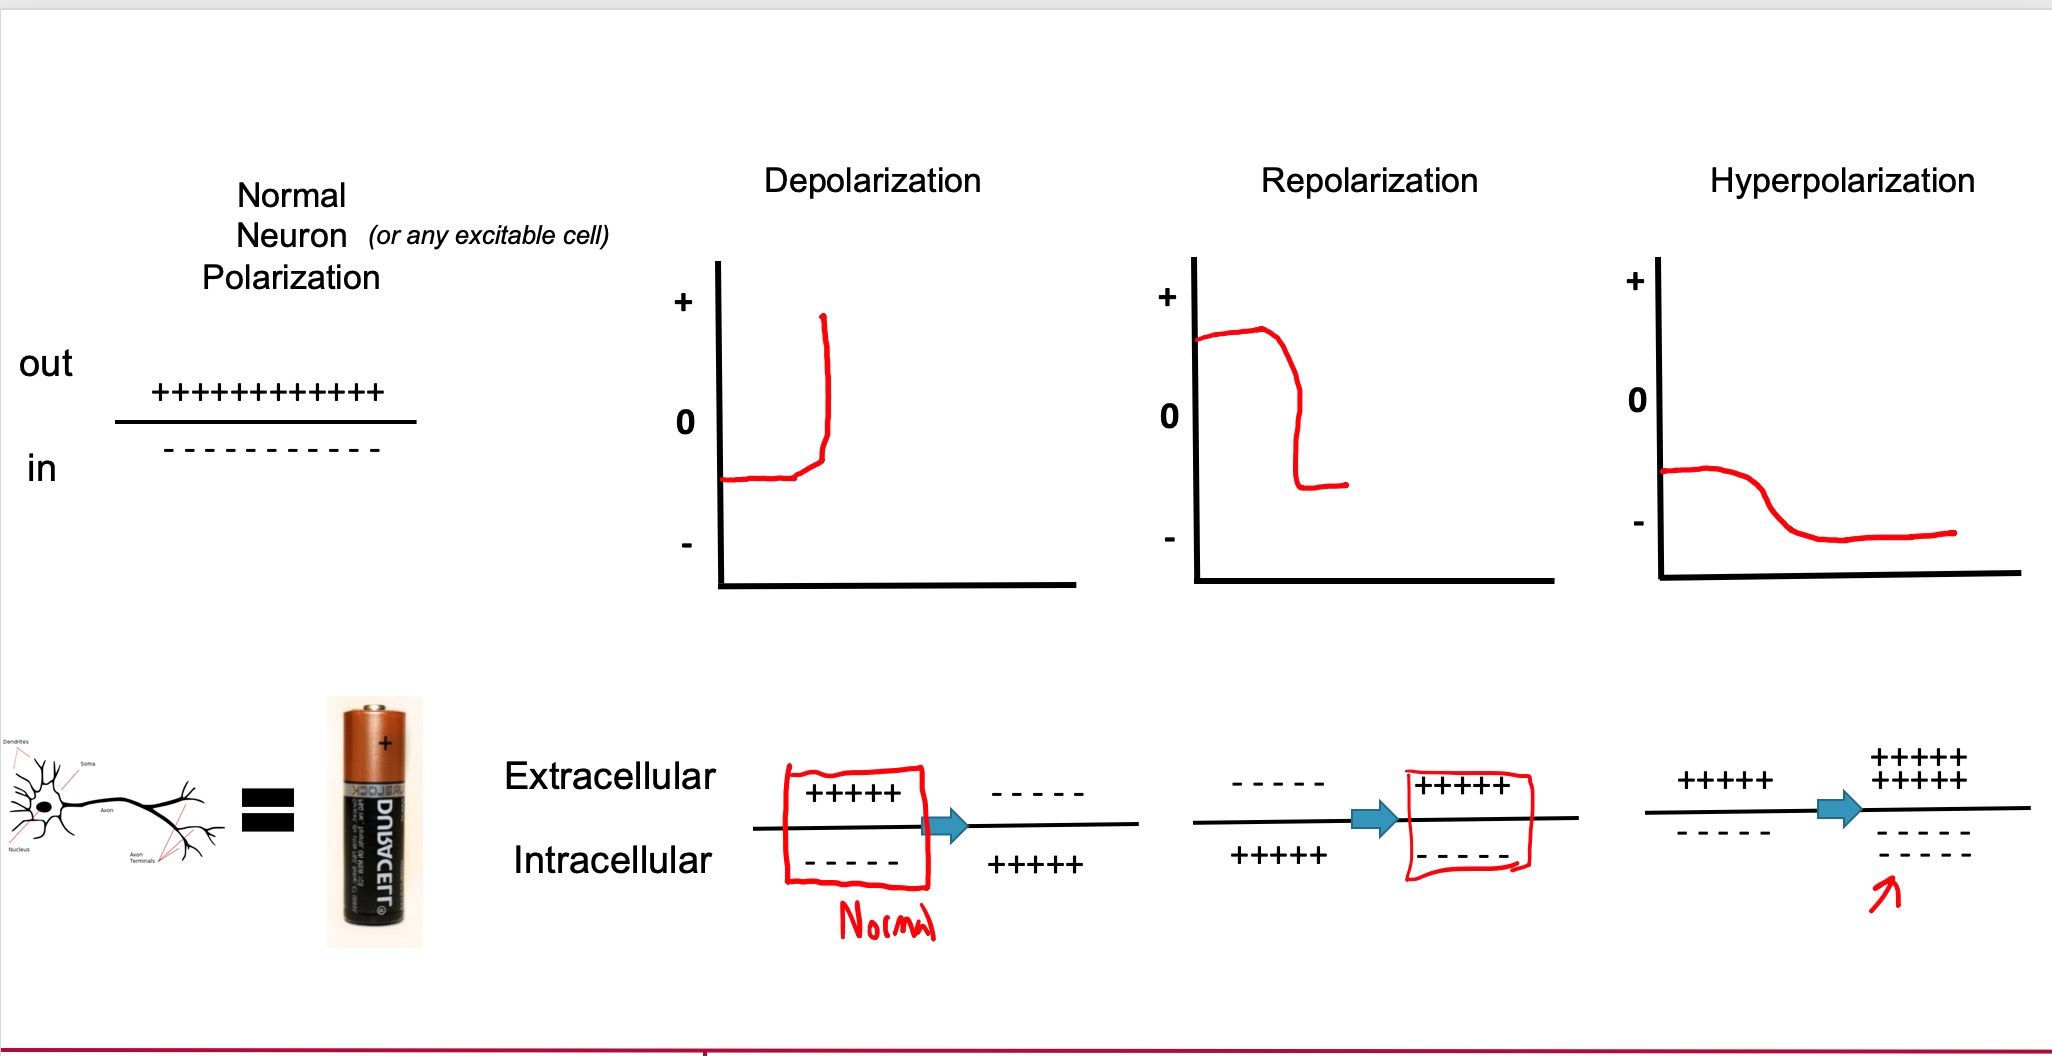 Normal
Neuron (or any excitable cell)
Polarization
out
++++++++++++
- - - - - - - - - - -
in
Depolarization
+
0
-
Repolarization
+
0
-
Hyperpolarization
+
0
-
Dendrites
Soma
Axon
Nucleus
Axon
Terminals
=
+
DURACELL®
Extracellular
Intracellular
+++++
- - - - -
- - - - -
+++++
Normal
- - - - -
+++++
+++++
- - - - -
+++++
- - - - -
+++++
+++++
- - - - -
- - - - -